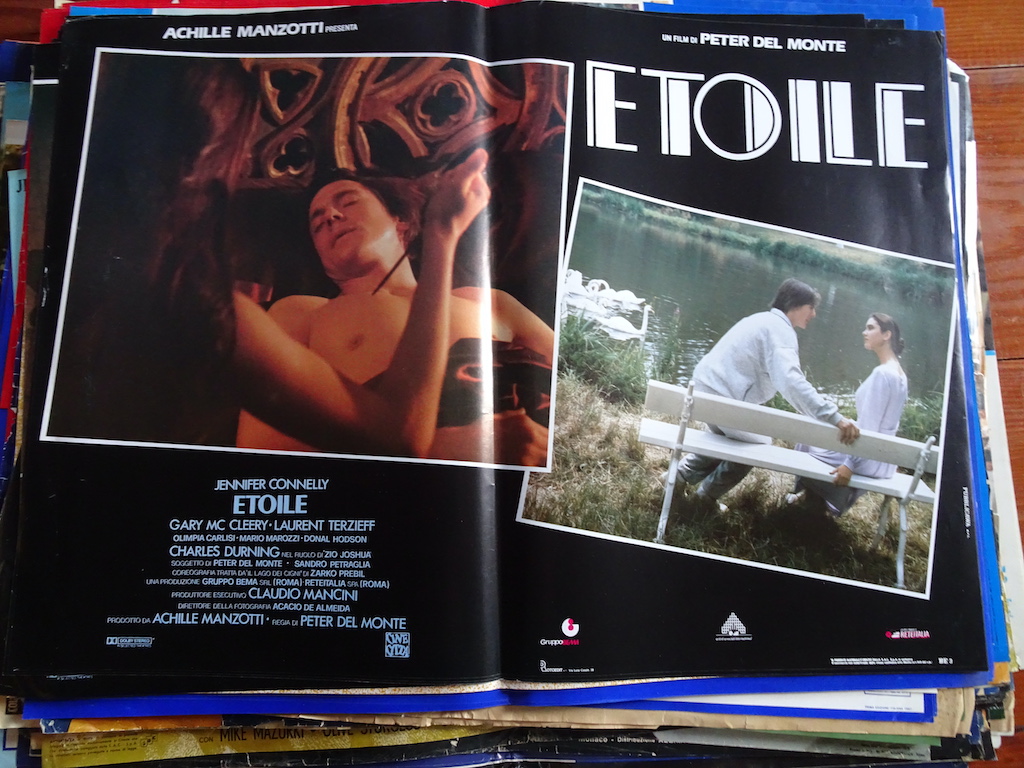 ACHILLE MANZOTTI PRESENTA
UN FILM DI PETER DEL MONTE
ETOILE
JENNIFER CONNELLY
ETOILE
GARY MC CLEERY · LAURENT TERZIEFF
OLIMPIA CARLISI · MARIO MAROZZI · DONAL HODSON
CHARLES DURNING NEL RUOLO DI "ZIO JOSHUA"
SOGGETTO DI PETER DEL MONTE · SANDRO PETRAGLIA
COREOGRAFIA TRATTA DA "IL LAGO DEI CIGNI" DI ZARKO PREBIL
UNA PRODUZIONE GRUPPO BEMA SRL (ROMA) · RETEITALIA SPA (ROMA)
PRODUTTORE ESECUTIVO CLAUDIO MANCINI
DIRETTORE DELLA FOTOGRAFIA ACACIO DE ALMEIDA
PRODOTTO DA ACHILLE MANZOTTI · REGIA DI PETER DEL MONTE
DOLBY STEREO
Gruppo BEMA
RETEITALIA
CON MIKE MAZURKI